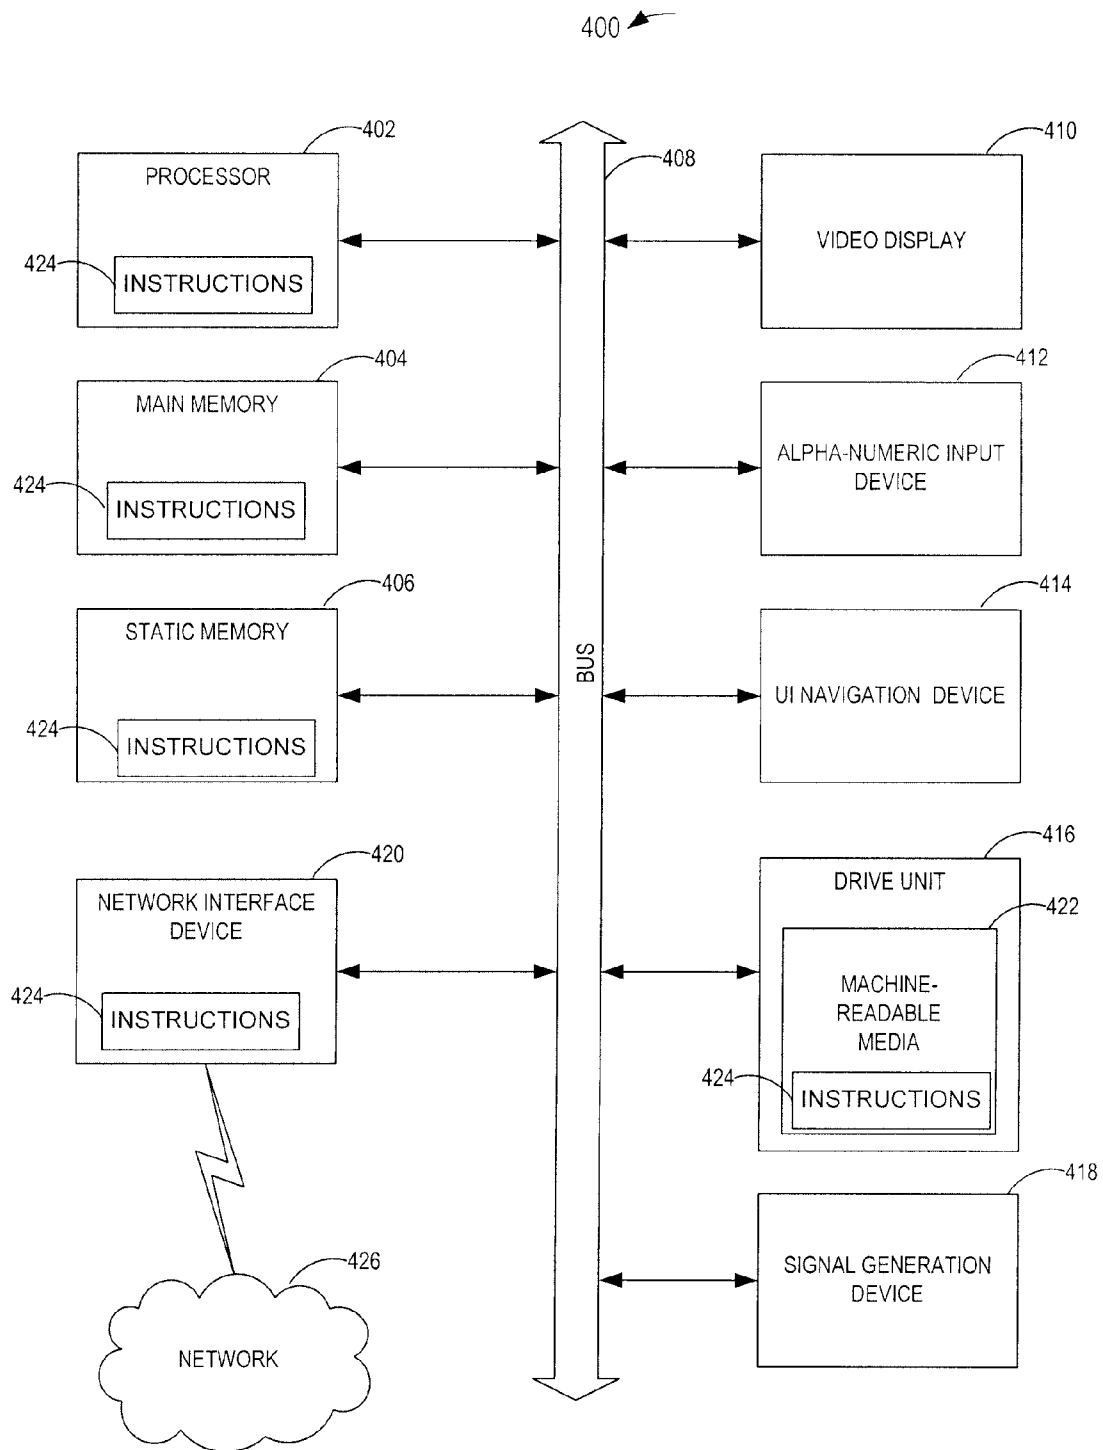 400
402
PROCESSOR
424
INSTRUCTIONS
404
MAIN MEMORY
424
INSTRUCTIONS
406
STATIC MEMORY
424
INSTRUCTIONS
420
NETWORK INTERFACE
DEVICE
424
INSTRUCTIONS
426
NETWORK
408
BUS
410
VIDEO DISPLAY
412
ALPHA-NUMERIC INPUT
DEVICE
414
UI NAVIGATION DEVICE
416
DRIVE UNIT
422
MACHINE-
READABLE
MEDIA
424
INSTRUCTIONS
418
SIGNAL GENERATION
DEVICE